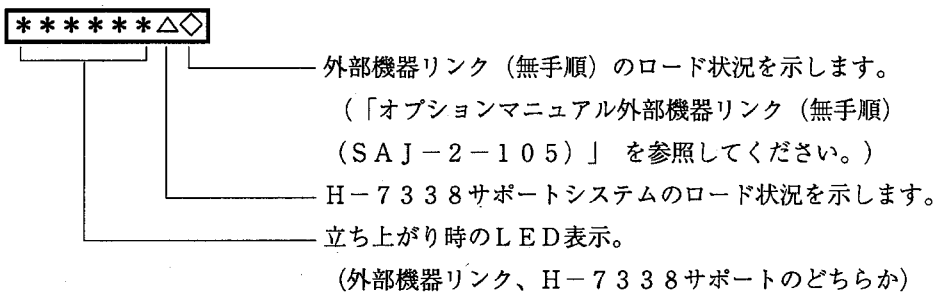 ******△◇
外部機器リンク（無手順）のロード状況を示します。
（「オプションマニュアル外部機器リンク（無手順）
（ＳＡＪ－２－１０５）」 を参照してください。）
Ｈ－７３３８サポートシステムのロード状況を示します。
立ち上がり時のＬＥＤ表示。
（外部機器リンク、Ｈ－７３３８サポートのどちらか）